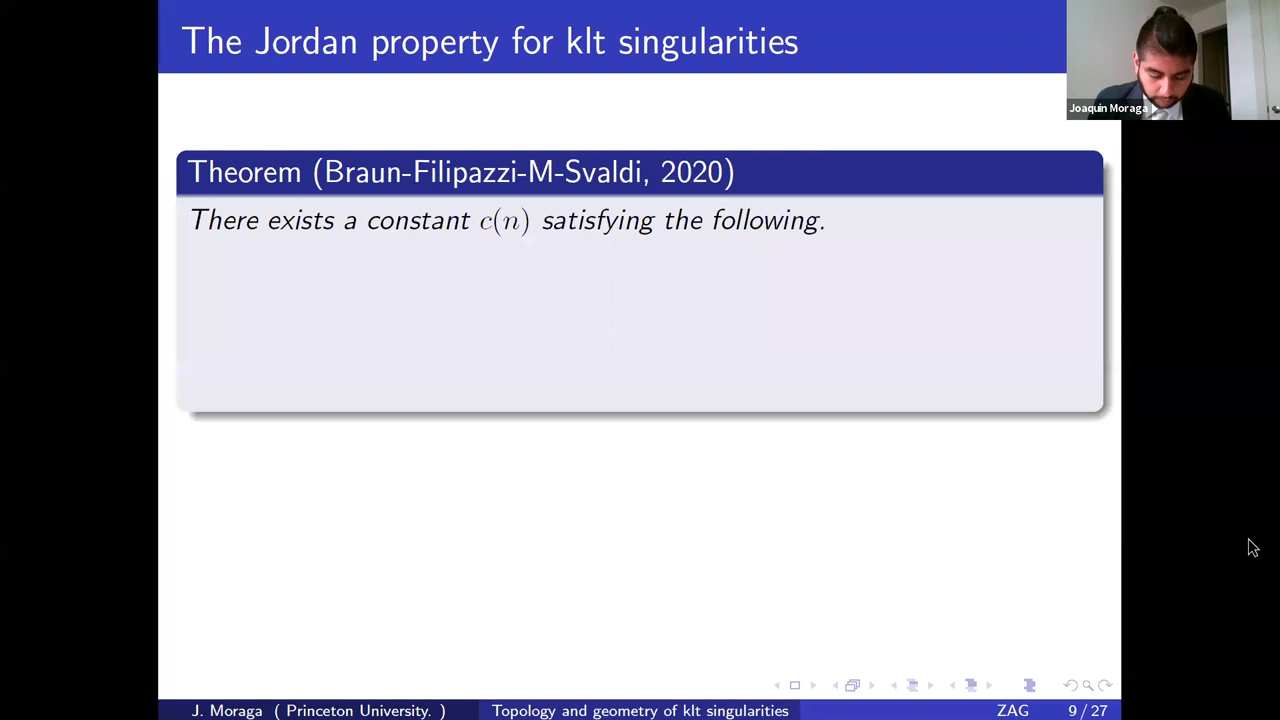 The Jordan property for klt singularities
Joaquin Moraga
Theorem (Braun-Filipazzi-M-Svaldi, 2020)
There exists a constant c(n) satisfying the following.
J. Moraga ( Princeton University. )
Topology and geometry of klt singularities
ZAG
9 / 27